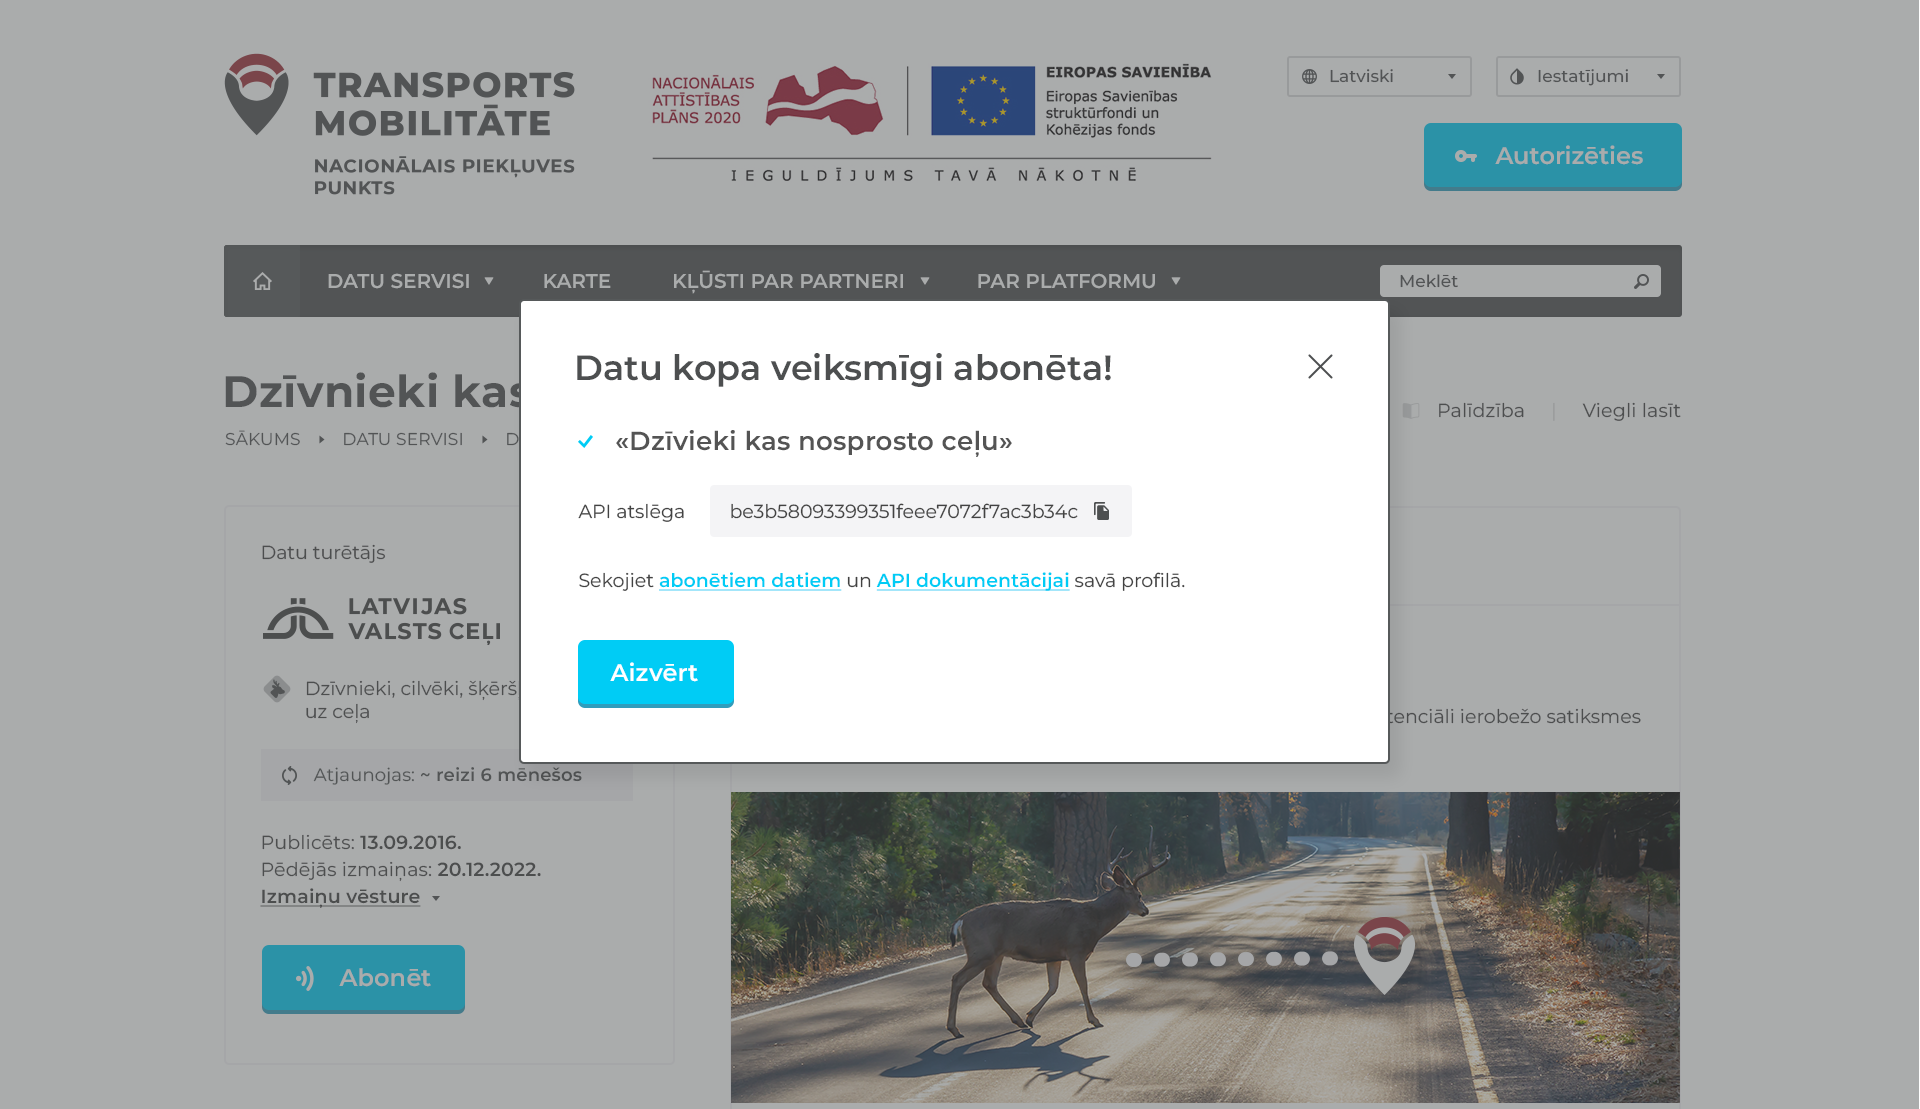 TRANSPORTS
MOBILITĀTE
NACIONĀLAIS PIEKĻUVES
PUNKTS
NACIONĀLAIS
ATTĪSTĪBAS
PLĀNS 2020
EIROPAS SAVIENĪBA
Eiropas Savienības
struktūrfondi un
Kohēzijas fonds
IEGULDĪJUMS TAVĀ NĀKOTNĒ
Latviski
Iestatījumi
Autorizēties
DATU SERVISI
KARTE
KĻŪSTI PAR PARTNERI
PAR PLATFORMU
Meklēt
Dzīvnieki kas
Palīdzība
Viegli lasīt
SĀKUMS
DATU SERVISI
D
Datu kopa veiksmīgi abonēta!
«Dzīvieki kas nosprosto ceļu»
API atslēga
be3b58093399351feee7072f7ac3b34c
Sekojiet abonētiem datiem un API dokumentācijai savā profilā.
Aizvērt
Datu turētājs
LATVIJAS
VALSTS CEĻI
Dzīvnieki, cilvēki, šķērš
uz ceļa
Atjaunojas: ~ reizi 6 mēnešos
Publicēts: 13.09.2016.
Pēdējās izmaiņas: 20.12.2022.
Izmaiņu vēsture
Abonēt
tenciāli ierobežo satiksmes